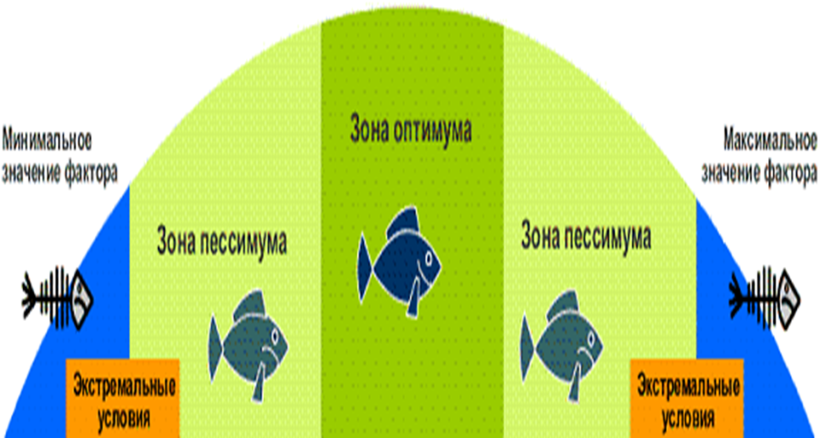 Зона оптимума
Минимальное
значение фактора
Максимальное
значение фактора
Зона пессимума
Зона пессимума
Экстремальные
условия
Экстремальные
условия